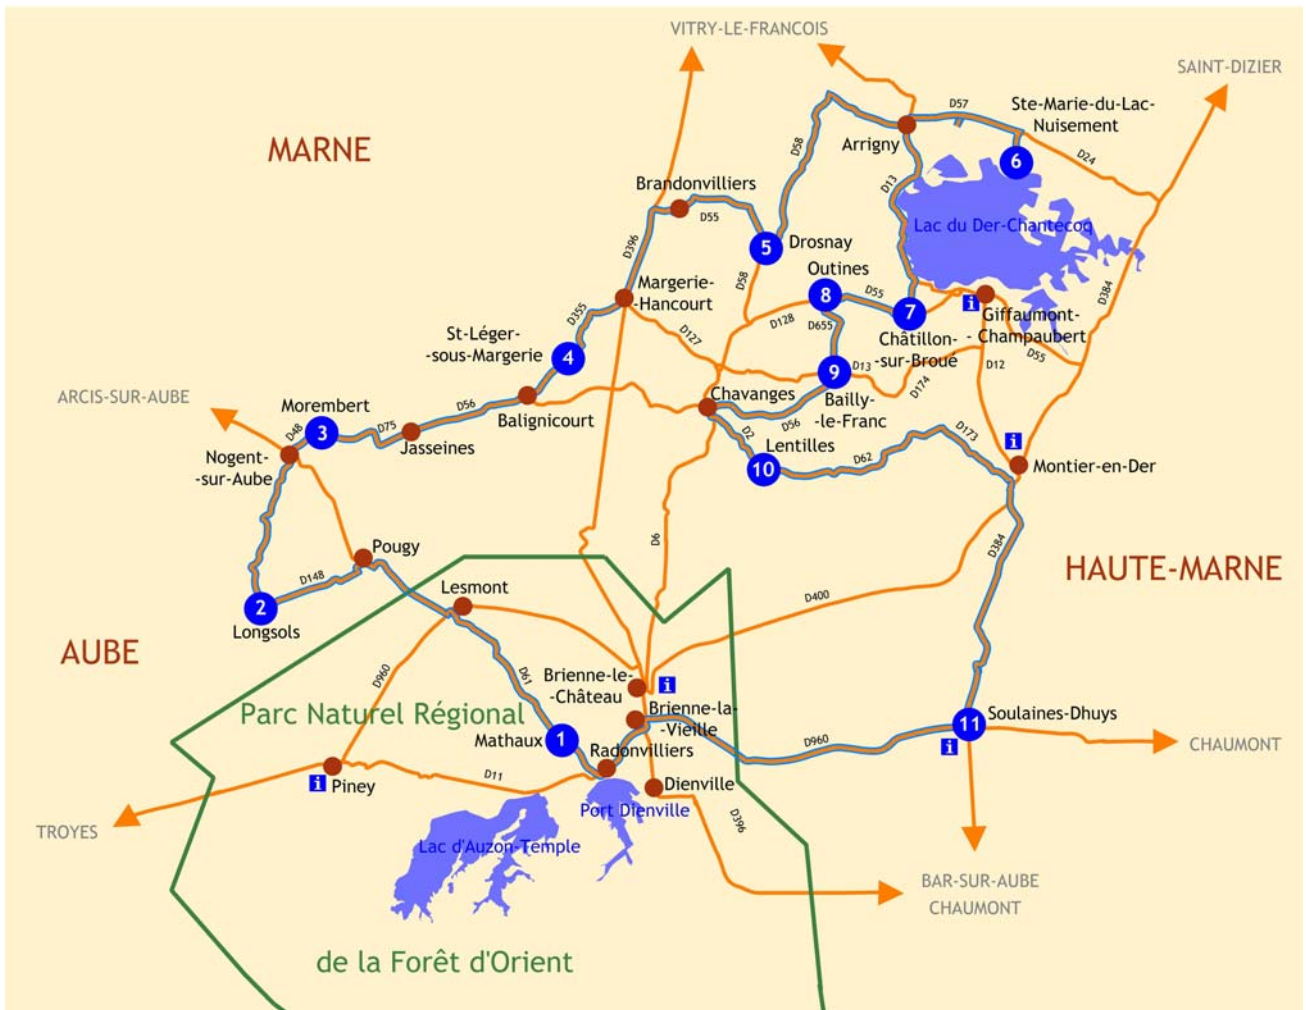 VITRY-LE-FRANCOIS
SAINT-DIZIER
MARNE
D57
Ste-Marie-du-Lac-
Nuisement
Arrigny
D58
D24
6
D13
Brandonvilliers
D55
Lac du Der-Chantecoq
5
Drosnay
D396
D58
Outines
8
D55
D384
Margerie-
-Hancourt
7
i
Giffaumont-
- Champaubert
D355
D128
D655
St-Léger-
-sous-Margerie
4
D127
Châtillon-
-sur-Broué
D55
9
D13
D12
D174
ARCIS-SUR-AUBE
Morembert
D56
Balignicourt
Chavanges
Bailly-
-le-Franc
D56
D48
3
D75
Jasseines
D2
Lentilles
D173
i
Nogent-
-sur-Aube
10
D62
Montier-en-Der
D6
D384
Pougy
HAUTE-MARNE
D148
Lesmont
D400
2
Longsols
AUBE
D960
D61
Brienne-le-
-Château
i
Parc Naturel Régional
Brienne-la-
-Vieille
11
Soulaines-Dhuys
Mathaux
1
D960
i
CHAUMONT
Radonvilliers
i
Piney
D11
Dienville
Port Dienville
D396
TROYES
Lac d'Auzon-Temple
BAR-SUR-AUBE
CHAUMONT
de la Forêt d'Orient